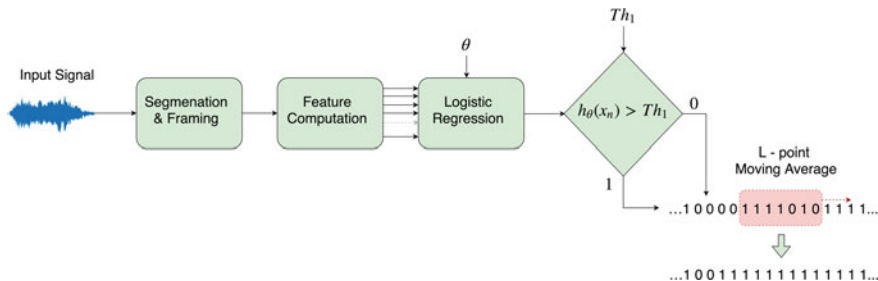 Th₁
θ
Input Signal
Segmenation
& Framing
Feature
Computation
Logistic
Regression
hθ(xₙ) > Th₁
0
1
L - point
Moving Average
...1 0 0 0 0 1 1 1 1 0 1 0 1 1 1 1...
...1 0 0 1 1 1 1 1 1 1 1 1 1 1 1 1...